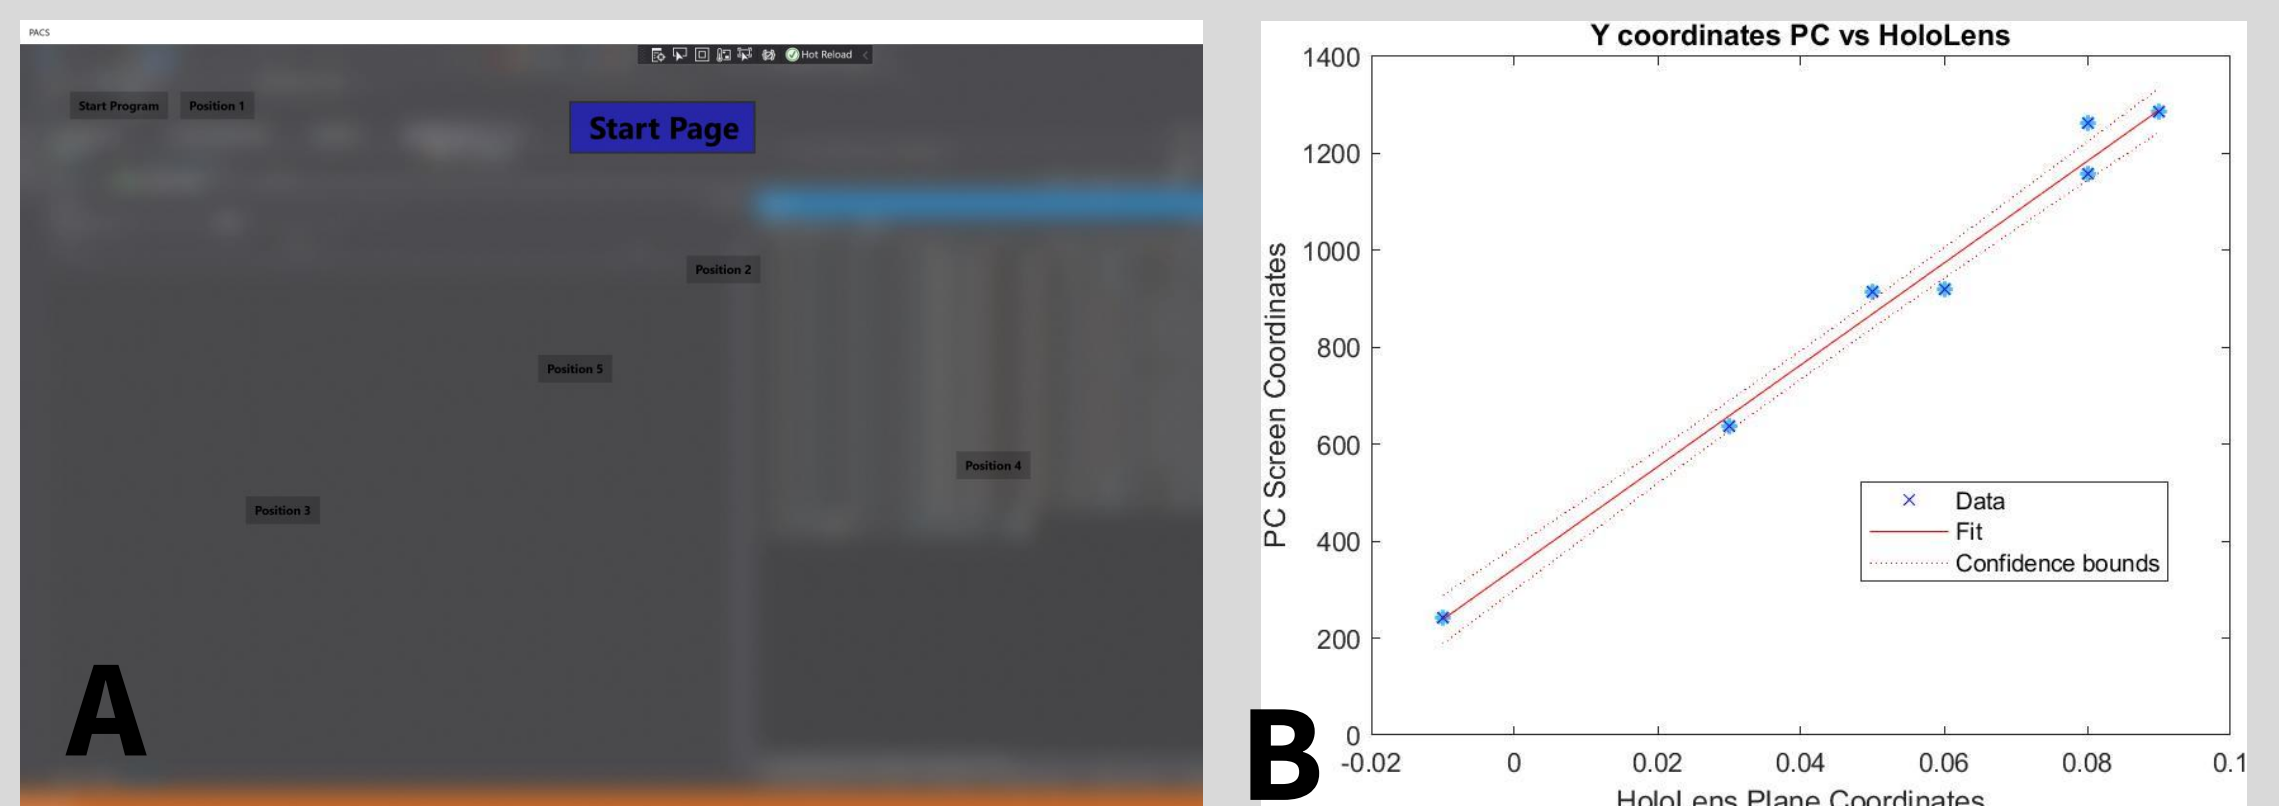 PACS
Hot Reload
Start Program
Position 1
Start Page
Position 2
Position 5
Position 4
Position 3
A
Y coordinates PC vs HoloLens
1400
1200
1000
800
600
400
200
0
PC Screen Coordinates
Data
Fit
Confidence bounds
-0.02 0 0.02 0.04 0.06 0.08 0.1
HoloLens Plane Coordinates
B